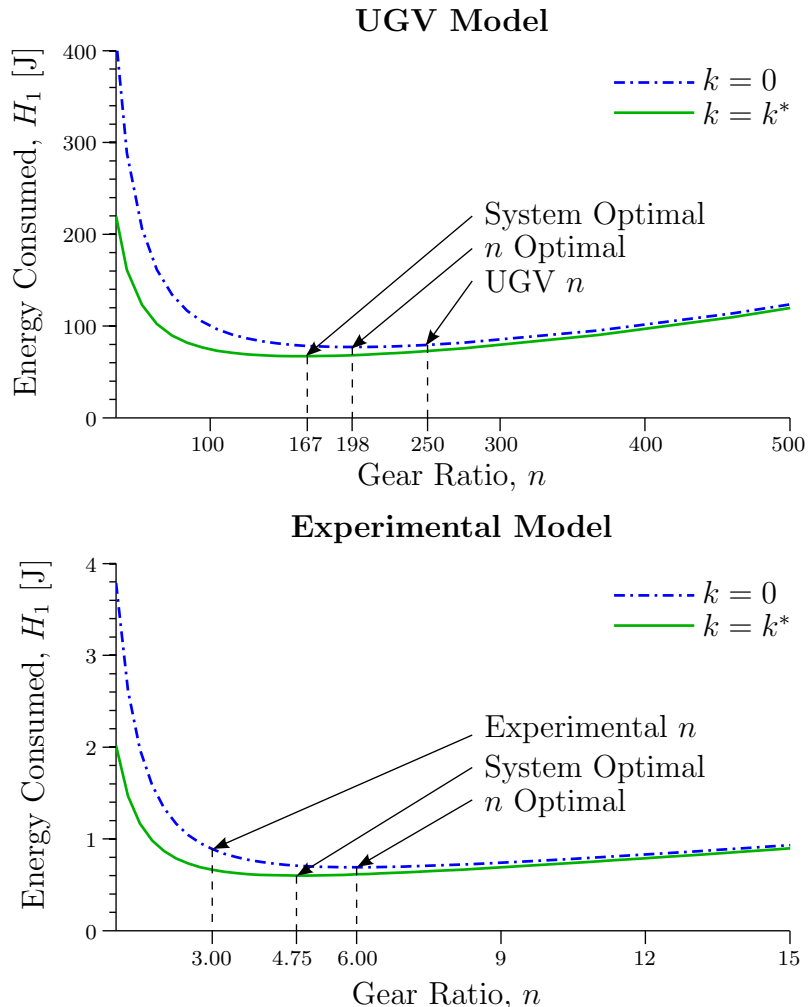 UGV Model
Energy Consumed, H₁ [J]
400
300
200
100
0
k = 0
k = k*
System Optimal
n Optimal
UGV n
100
167
198
250
300
400
500
Gear Ratio, n
Experimental Model
Energy Consumed, H₁ [J]
4
3
2
1
0
k = 0
k = k*
Experimental n
System Optimal
n Optimal
3.00
4.75
6.00
9
12
15
Gear Ratio, n